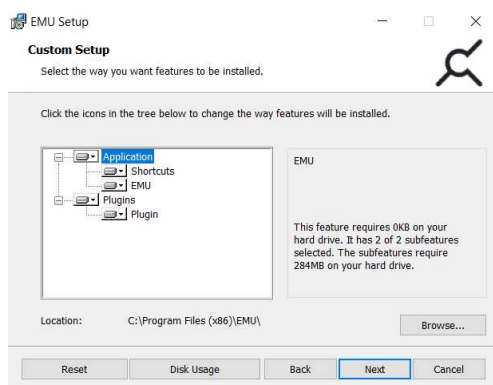 EMU Setup
Custom Setup
Select the way you want features to be installed.
Click the icons in the tree below to change the way features will be installed.
Application
Shortcuts
EMU
Plugins
Plugin
EMU
This feature requires 0KB on your
hard drive. It has 2 of 2 subfeatures
selected. The subfeatures require
284MB on your hard drive.
Location: C:\Program Files (x86)\EMU\
Browse...
Reset Disk Usage Back Next Cancel